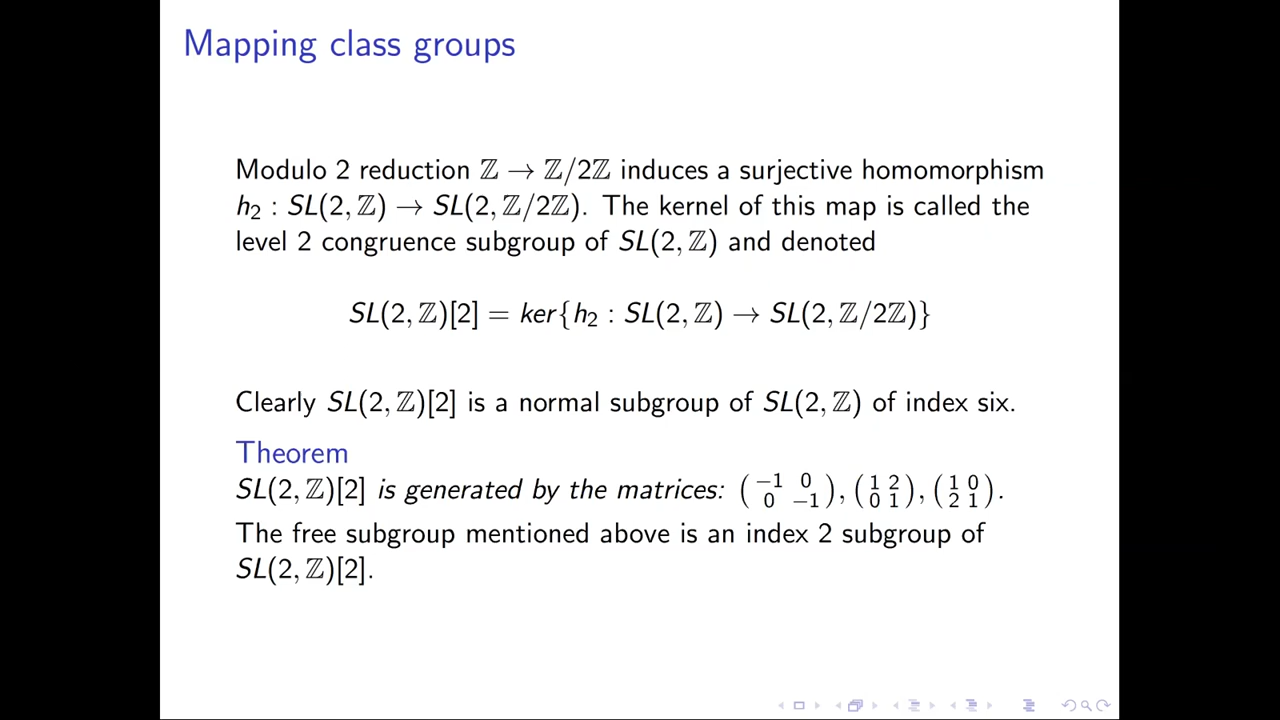 Mapping class groups
Modulo 2 reduction ℤ → ℤ/2ℤ induces a surjective homomorphism
h₂ : SL(2, ℤ) → SL(2, ℤ/2ℤ). The kernel of this map is called the
level 2 congruence subgroup of SL(2, ℤ) and denoted
SL(2, ℤ)[2] = ker{h₂ : SL(2, ℤ) → SL(2, ℤ/2ℤ)}
Clearly SL(2, ℤ)[2] is a normal subgroup of SL(2, ℤ) of index six.
Theorem
SL(2, ℤ)[2] is generated by the matrices: (−1 0 / 0 −1), (1 2 / 0 1), (1 0 / 2 1).
The free subgroup mentioned above is an index 2 subgroup of
SL(2, ℤ)[2].